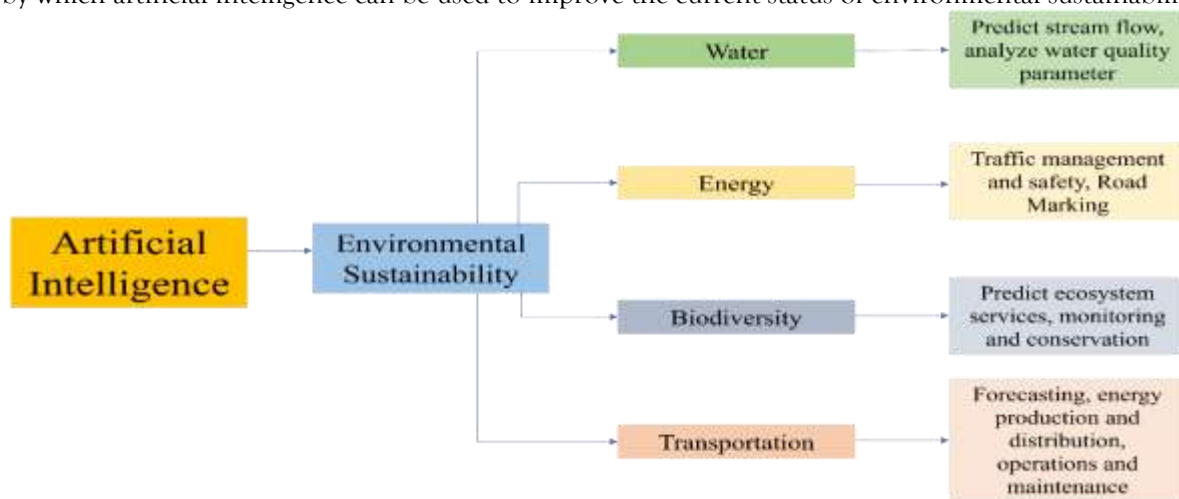 by which artificial intelligence can be used to improve the current status of environmental sustainabil
Artificial
Intelligence
Environmental
Sustainability
Water
Predict stream flow,
analyze water quality
parameter
Energy
Traffic management
and safety, Road
Marking
Biodiversity
Predict ecosystem
services, monitoring
and conservation
Transportation
Forecasting, energy
production and
distribution,
operations and
maintenance